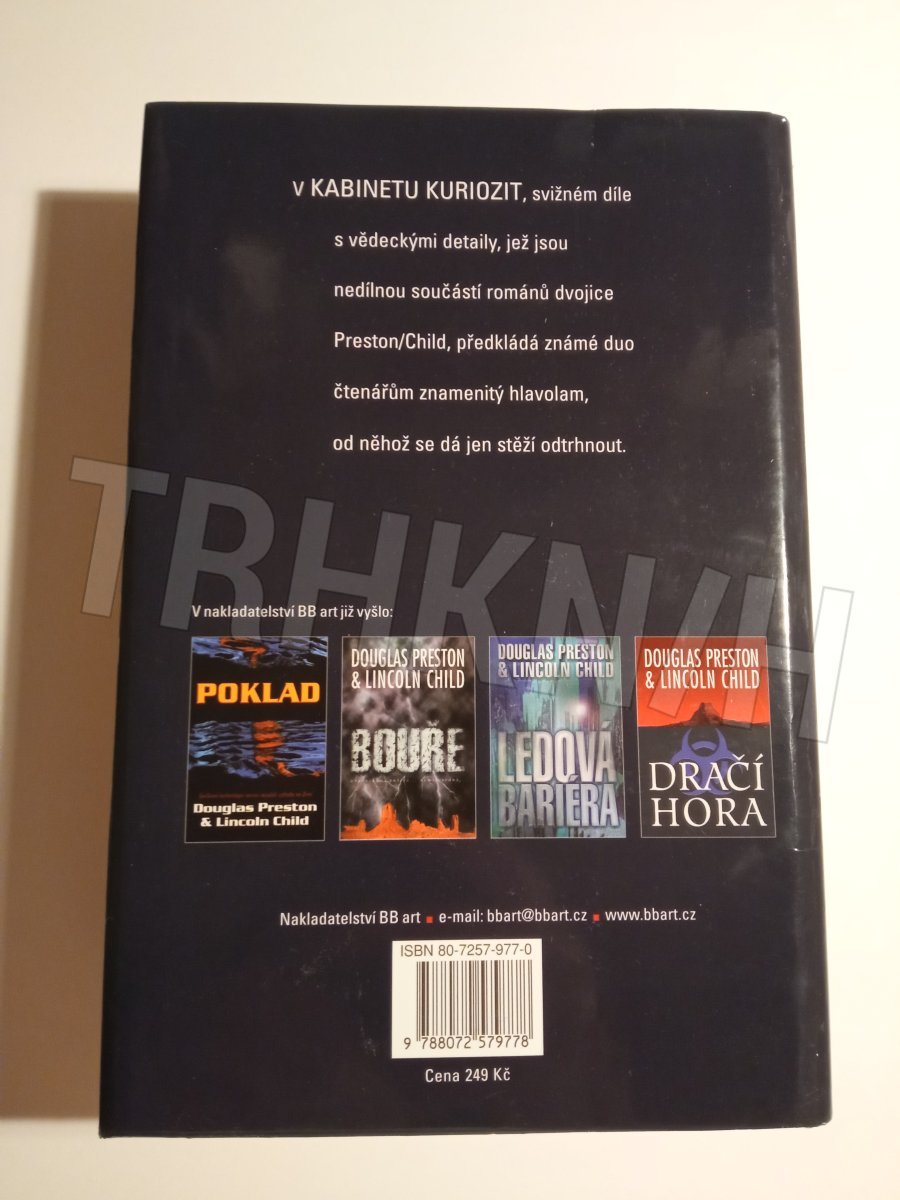 V KABINETU KURIOZIT, svižném díle
s vědeckými detaily, jež jsou
nedílnou součástí románů dvojice
Preston/Child, předkládá známé duo
čtenářům znamenitý hlavolam,
od něhož se dá jen stěží odtrhnout.
TRHKNIH
V nakladatelství BB art již vyšlo:
POKLAD
Douglas Preston
& Lincoln Child
DOUGLAS PRESTON
& LINCOLN CHILD
BOUŘE
DOUGLAS PRESTON
& LINCOLN CHILD
LEDOVÁ
BARIÉRA
DOUGLAS PRESTON
& LINCOLN CHILD
DRAČÍ
HORA
Nakladatelství BB art ▪ e-mail: bbart@bbart.cz ▪ www.bbart.cz
ISBN 80-7257-977-0
9 788072 579778
Cena 249 Kč